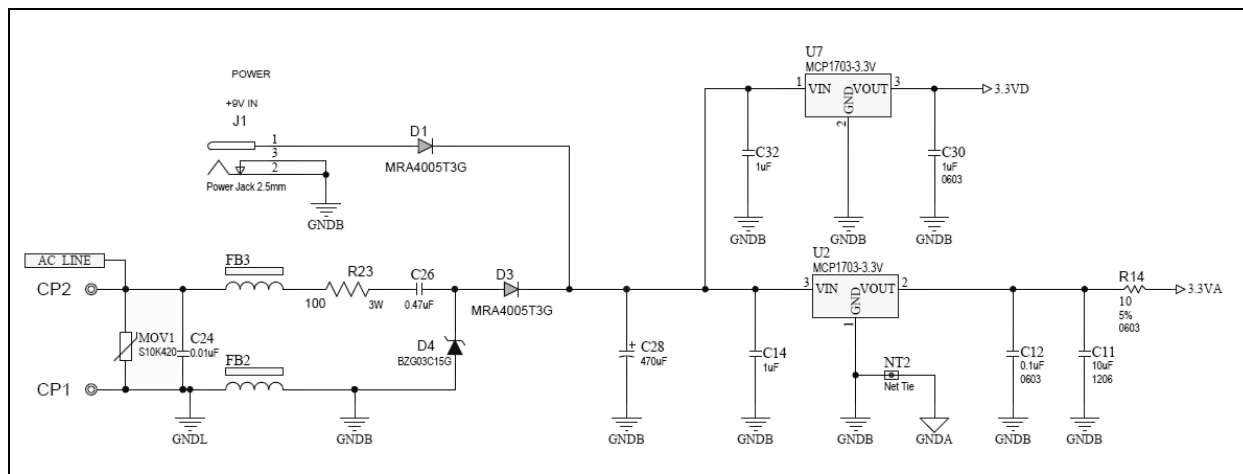 POWER
+9V IN
J1
1
3
2
Power Jack 2.5mm
GNDB
D1
MRA4005T3G
U7
MCP1703-3.3V
1
VIN
VOUT
3
GND
2
3.3VD
C32
1uF
C30
1uF
0603
GNDB
GNDB
GNDB
AC LINE
CP2
FB3
R23
100
3W
C26
0.47uF
D3
MRA4005T3G
MOV1
S10K420
C24
0.01uF
D4
BZG03C15G
CP1
FB2
GNDL
GNDB
C28
470uF
GNDB
C14
1uF
GNDB
U2
MCP1703-3.3V
3
VIN
VOUT
2
GND
1
NT2
Net Tie
GNDB
GNDA
C12
0.1uF
0603
GNDB
C11
10uF
1206
GNDB
R14
10
5%
0603
3.3VA